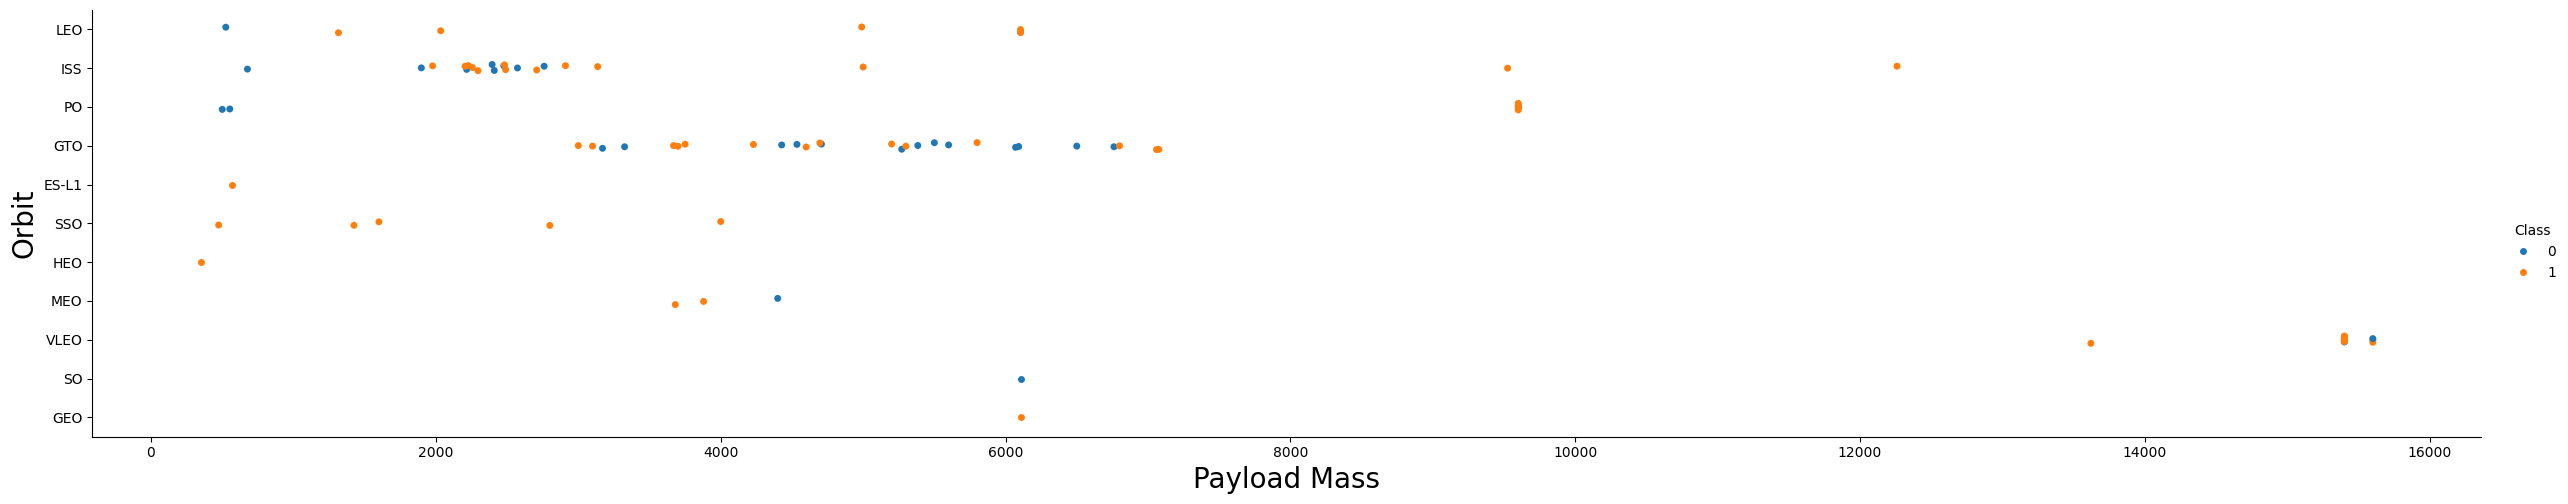 LEO
ISS
PO
GTO
ES-L1
SSO
HEO
MEO
VLEO
SO
GEO
Orbit
0 2000 4000 6000 8000 10000 12000 14000 16000
Payload Mass
Class
0
1